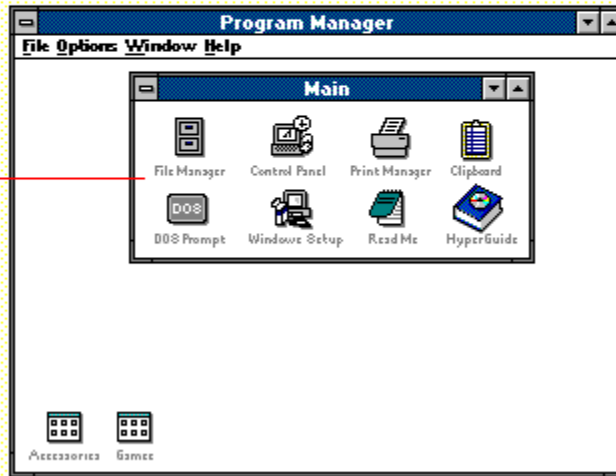 Program Manager
File Options Window Help
Main
File Manager Control Panel Print Manager Clipboard
DOS
DOS Prompt Windows Setup Read Me HyperGuide
Accessories Games